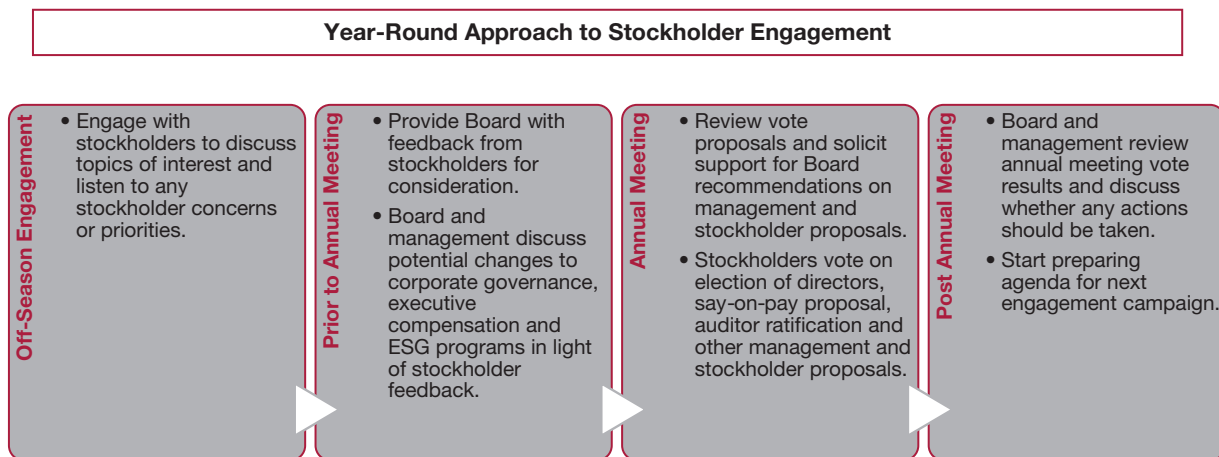 Year-Round Approach to Stockholder Engagement
Off-Season Engagement
• Engage with
stockholders to discuss
topics of interest and
listen to any
stockholder concerns
or priorities.
Prior to Annual Meeting
• Provide Board with
feedback from
stockholders for
consideration.
• Board and
management discuss
potential changes to
corporate governance,
executive
compensation and
ESG programs in light
of stockholder
feedback.
Annual Meeting
• Review vote
proposals and solicit
support for Board
recommendations on
management and
stockholder proposals.
• Stockholders vote on
election of directors,
say-on-pay proposal,
auditor ratification and
other management and
stockholder proposals.
Post Annual Meeting
• Board and
management review
annual meeting vote
results and discuss
whether any actions
should be taken.
• Start preparing
agenda for next
engagement campaign.